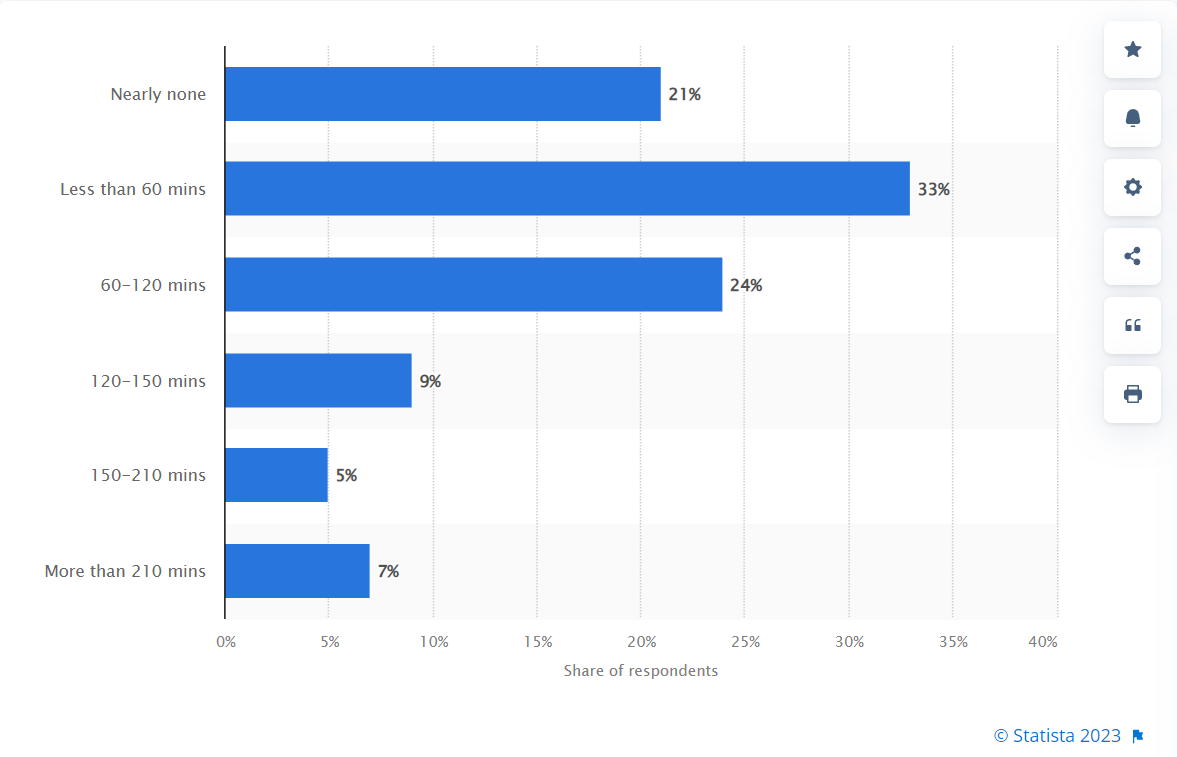 Nearly none 21%
Less than 60 mins 33%
60–120 mins 24%
120–150 mins 9%
150–210 mins 5%
More than 210 mins 7%
0% 5% 10% 15% 20% 25% 30% 35% 40%
Share of respondents
© Statista 2023